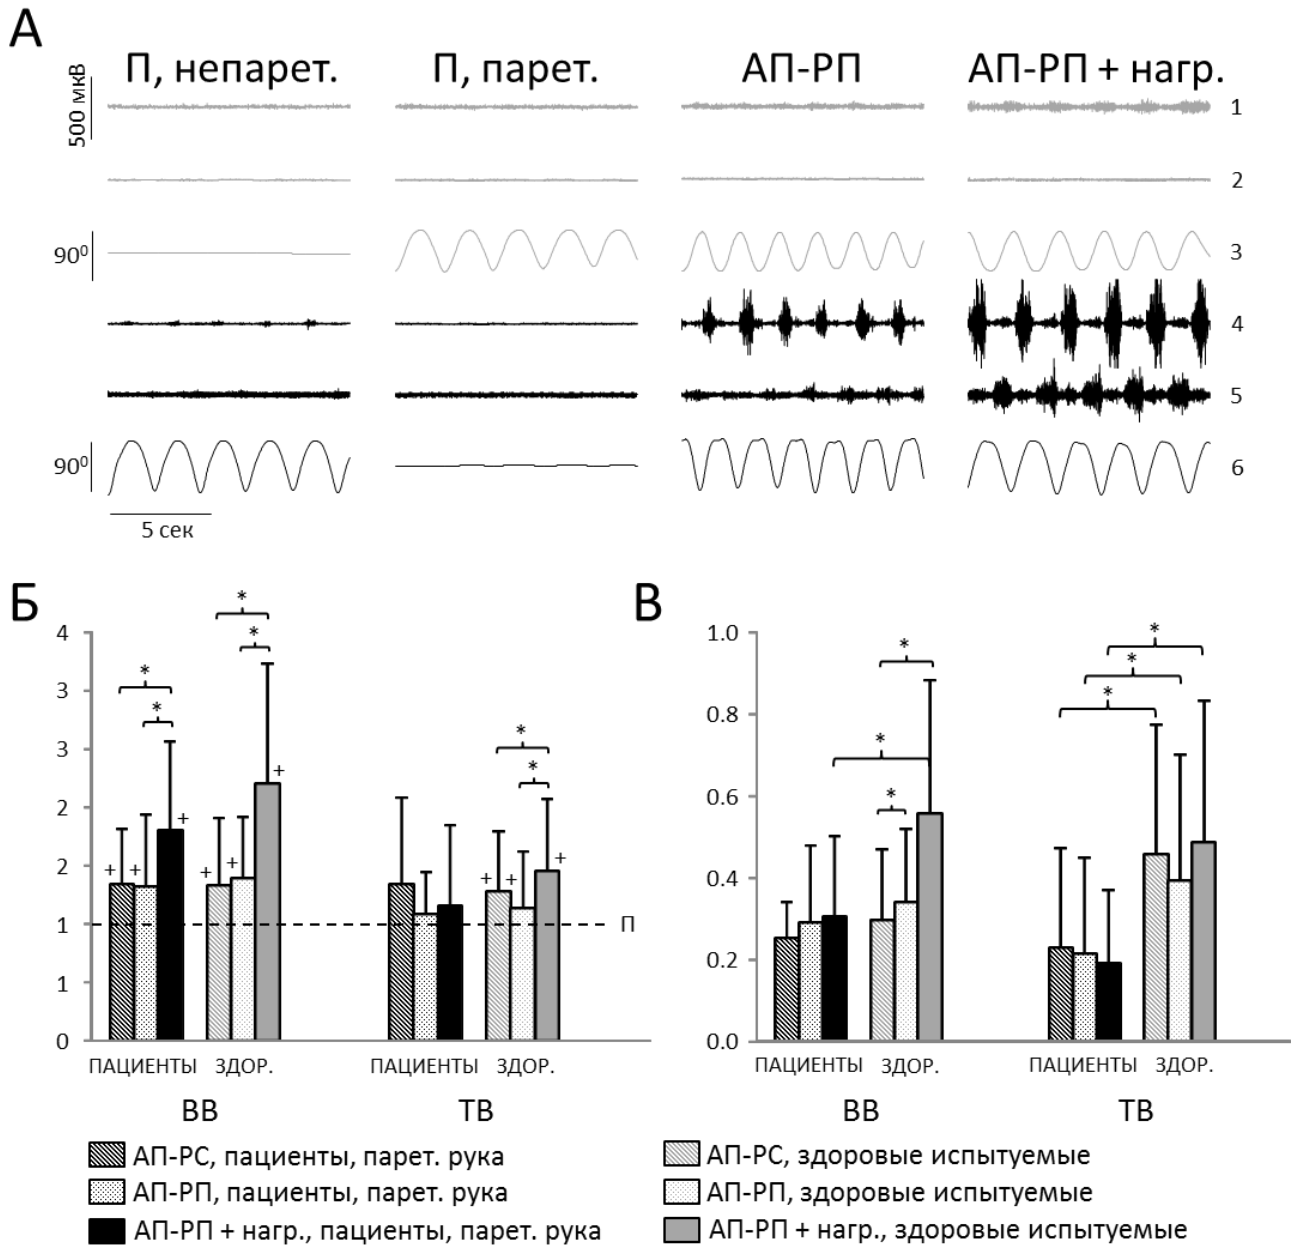 А
П, непарет. П, парет. АП-РП АП-РП + нагр.
500 мкВ
1
2
90⁰ 3
4
5
90⁰ 6
5 сек
Б
4
3
3
2
2
1
1
0
* * * * * *
+ + + + + + + + +
П
ПАЦИЕНТЫ ЗДОР. ПАЦИЕНТЫ ЗДОР.
ВВ ТВ
В
1.0
0.8
0.6
0.4
0.2
0.0
* * * * * *
ПАЦИЕНТЫ ЗДОР. ПАЦИЕНТЫ ЗДОР.
ВВ ТВ
АП-РС, пациенты, парет. рука
АП-РП, пациенты, парет. рука
АП-РП + нагр., пациенты, парет. рука
АП-РС, здоровые испытуемые
АП-РП, здоровые испытуемые
АП-РП + нагр., здоровые испытуемые